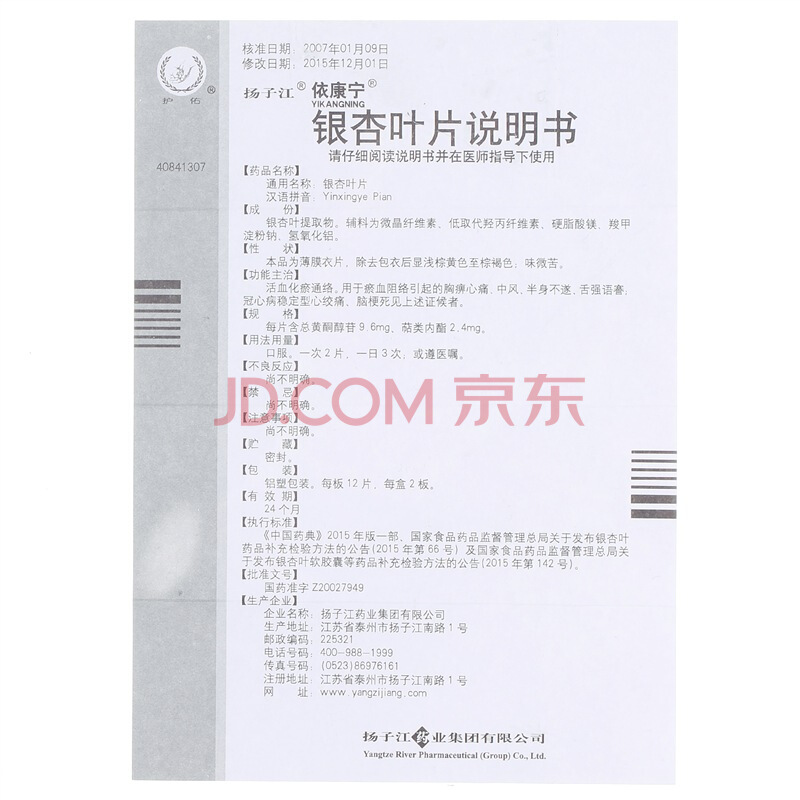 核准日期：2007年01月09日
修改日期：2015年12月01日
护佑®
扬子江® 依康宁®
YIKANGNING
银杏叶片说明书
请仔细阅读说明书并在医师指导下使用
40841307
【药品名称】
通用名称：银杏叶片
汉语拼音：Yinxingye Pian
【成 份】
银杏叶提取物。辅料为微晶纤维素、低取代羟丙纤维素、硬脂酸镁、羧甲
淀粉钠、氢氧化铝。
【性 状】
本品为薄膜衣片，除去包衣后显浅棕黄色至棕褐色；味微苦。
【功能主治】
活血化瘀通络。用于瘀血阻络引起的胸痹心痛、中风、半身不遂、舌强语謇；
冠心病稳定型心绞痛、脑梗死见上述证候者。
【规 格】
每片含总黄酮醇苷9.6mg、萜类内酯2.4mg。
【用法用量】
口服。一次2片，一日3次；或遵医嘱。
【不良反应】
尚不明确。
【禁 忌】
尚不明确。
JD.COM 京东
【注意事项】
尚不明确。
【贮 藏】
密封。
【包 装】
铝塑包装。每板12片，每盒2板。
【有 效 期】
24个月
【执行标准】
《中国药典》2015年版一部，国家食品药品监督管理总局关于发布银杏叶
药品补充检验方法的公告(2015年第66号) 及国家食品药品监督管理总局关
于发布银杏叶软胶囊等药品补充检验方法的公告(2015年第142号)。
【批准文号】
国药准字Z20027949
【生产企业】
企业名称：扬子江药业集团有限公司
生产地址：江苏省泰州市扬子江南路1号
邮政编码：225321
电话号码：400-988-1999
传真号码：(0523)86976161
注册地址：江苏省泰州市扬子江南路1号
网 址：www.yangzijiang.com
扬子江药业集团有限公司
Yangtze River Pharmaceutical (Group) Co., Ltd.